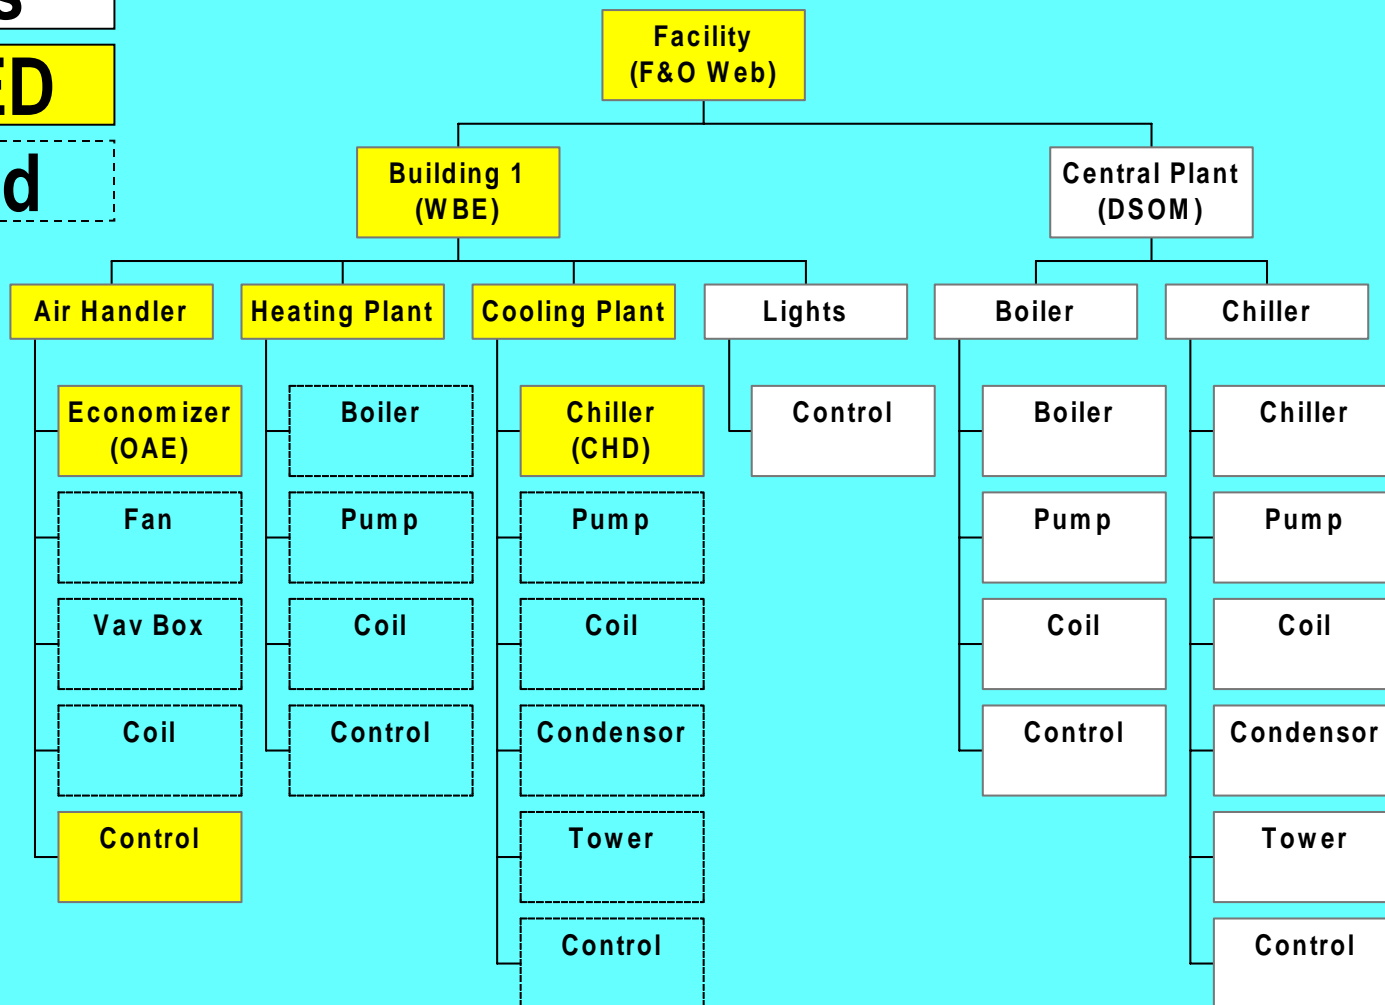 s
ED
d
Facility
(F&O Web)
Building 1
(WBE)
Central Plant
(DSOM)
Air Handler
Heating Plant
Cooling Plant
Lights
Boiler
Chiller
Economizer
(OAE)
Fan
Vav Box
Coil
Control
Boiler
Pump
Coil
Control
Chiller
(CHD)
Pump
Coil
Condensor
Tower
Control
Control
Boiler
Pump
Coil
Control
Chiller
Pump
Coil
Condensor
Tower
Control